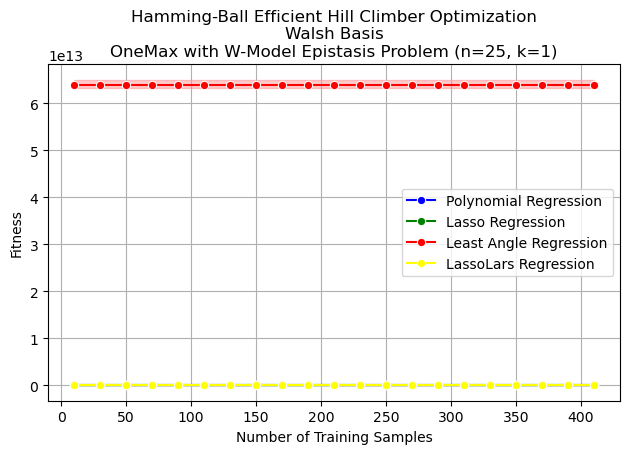 Hamming-Ball Efficient Hill Climber Optimization
Walsh Basis
OneMax with W-Model Epistasis Problem (n=25, k=1)
1e13
6
5
4
3
2
1
0
Fitness
Polynomial Regression
Lasso Regression
Least Angle Regression
LassoLars Regression
0 50 100 150 200 250 300 350 400
Number of Training Samples